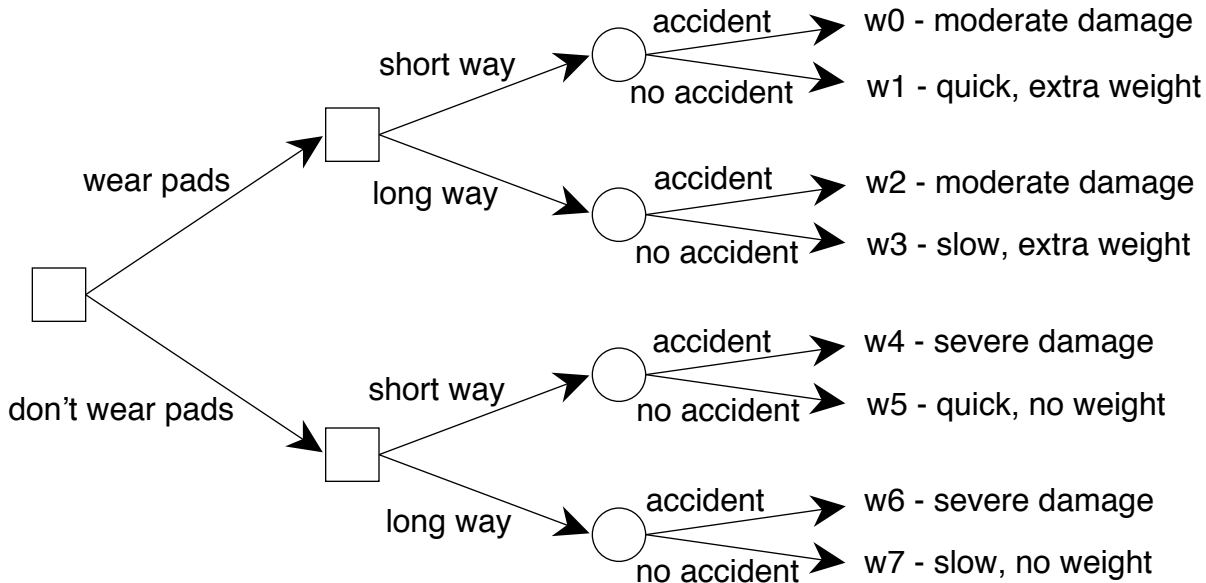 accident
w0 - moderate damage
short way
no accident
w1 - quick, extra weight
wear pads
long way
accident
w2 - moderate damage
no accident
w3 - slow, extra weight
don't wear pads
short way
accident
w4 - severe damage
no accident
w5 - quick, no weight
long way
accident
w6 - severe damage
no accident
w7 - slow, no weight